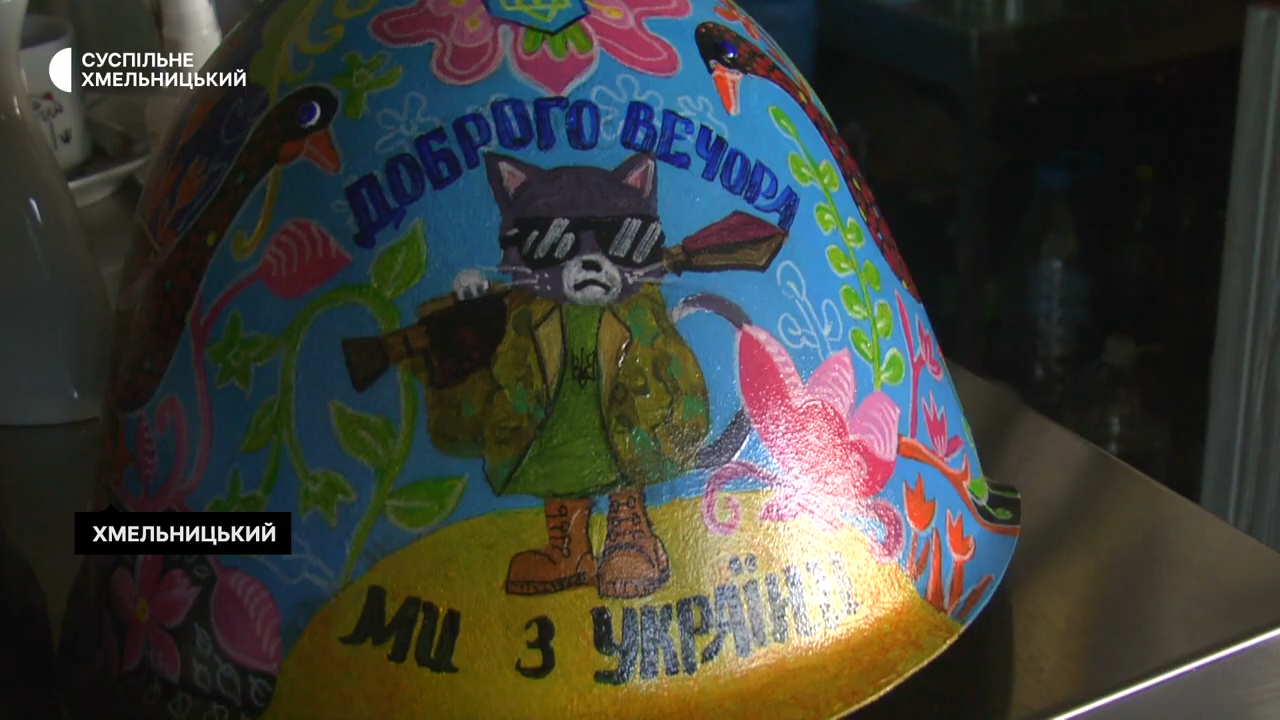 СУСПІЛЬНЕ
ХМЕЛЬНИЦЬКИЙ
ДОБРОГО ВЕЧОРА
ХМЕЛЬНИЦЬКИЙ
МИ З УКРАЇНИ